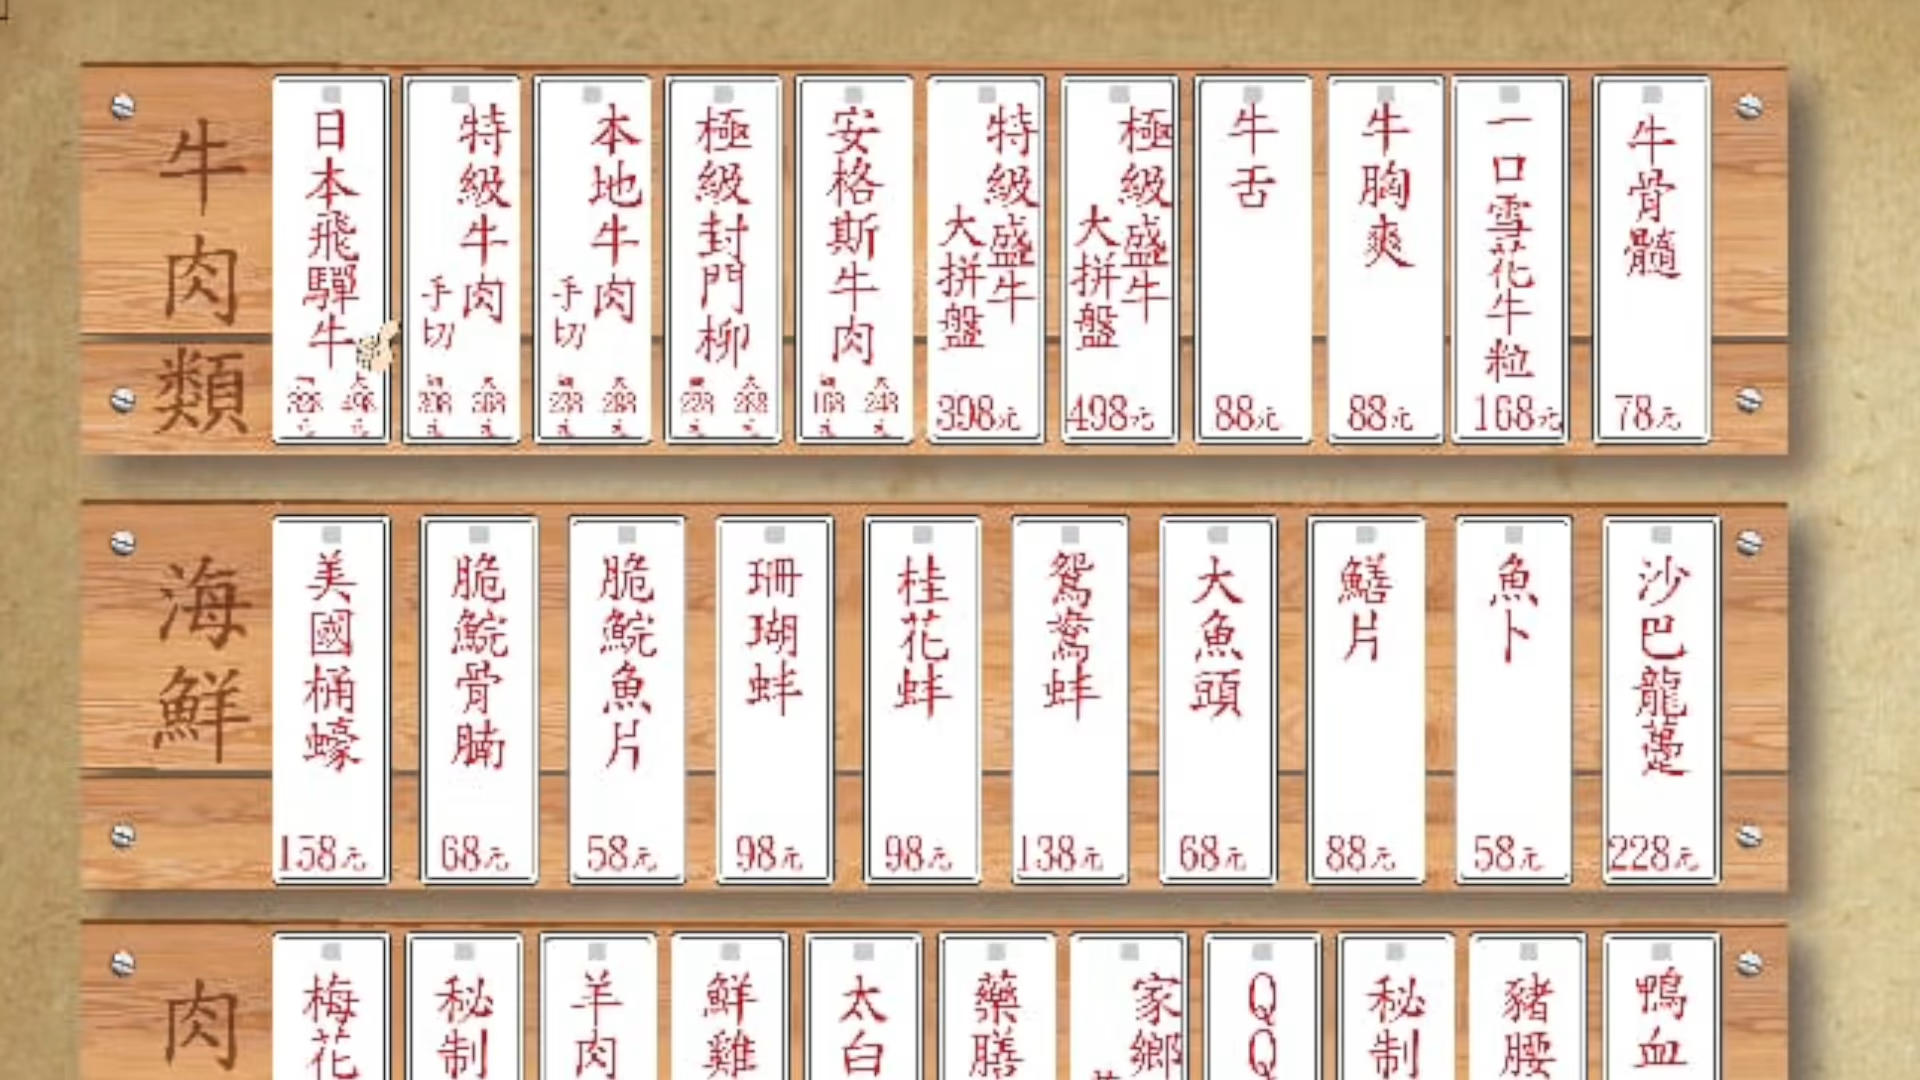 牛肉類
日本飛驒牛
特級牛肉
手切
本地牛肉
手切
極級封門柳
安格斯牛肉
特級盛牛
大拼盤
398元
極級盛牛
大拼盤
498元
牛舌
88元
牛胸爽
88元
一口雪花牛粒
168元
牛骨髓
78元
海鮮
美國桶蠔
158元
脆鯇骨腩
68元
脆鯇魚片
58元
珊瑚蚌
98元
桂花蚌
98元
鴛鴦蚌
138元
大魚頭
68元
鱔片
88元
魚卜
58元
沙巴龍躉
228元
肉
梅花
秘制
羊肉
鮮雞
太白
藥膳
家鄉
QQ
秘制
豬腰
鴨血